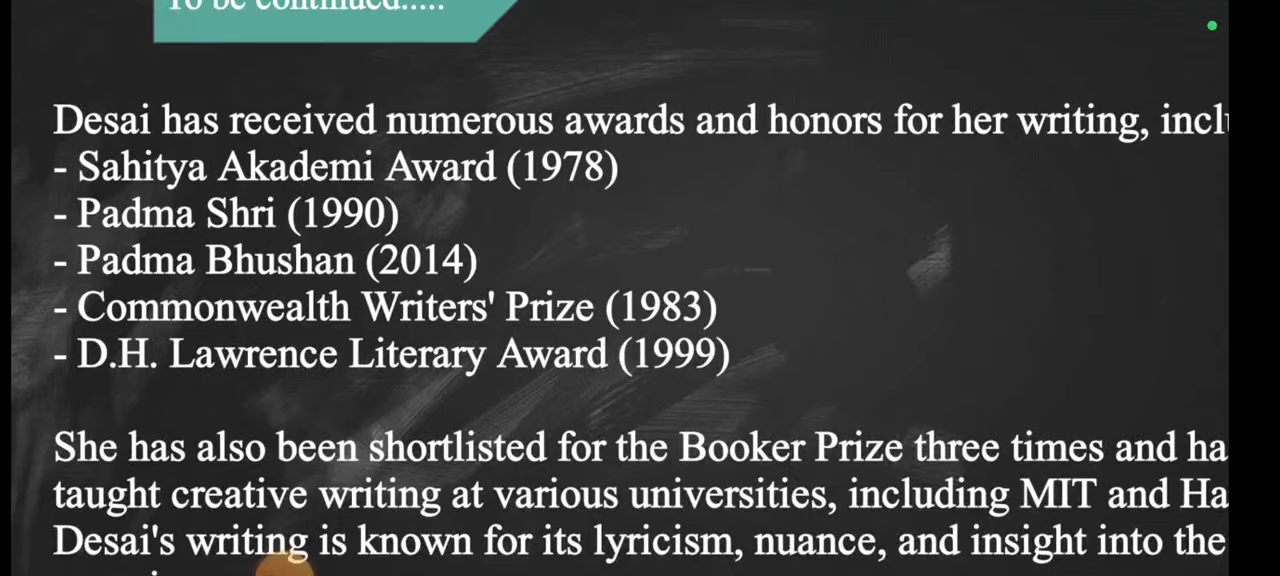 To be continued.....
Desai has received numerous awards and honors for her writing,
- Sahitya Akademi Award (1978)
- Padma Shri (1990)
- Padma Bhushan (2014)
- Commonwealth Writers' Prize (1983)
- D.H. Lawrence Literary Award (1999)
She has also been shortlisted for the Booker Prize three times and
taught creative writing at various universities, including MIT and
Desai's writing is known for its lyricism, nuance, and insight into the